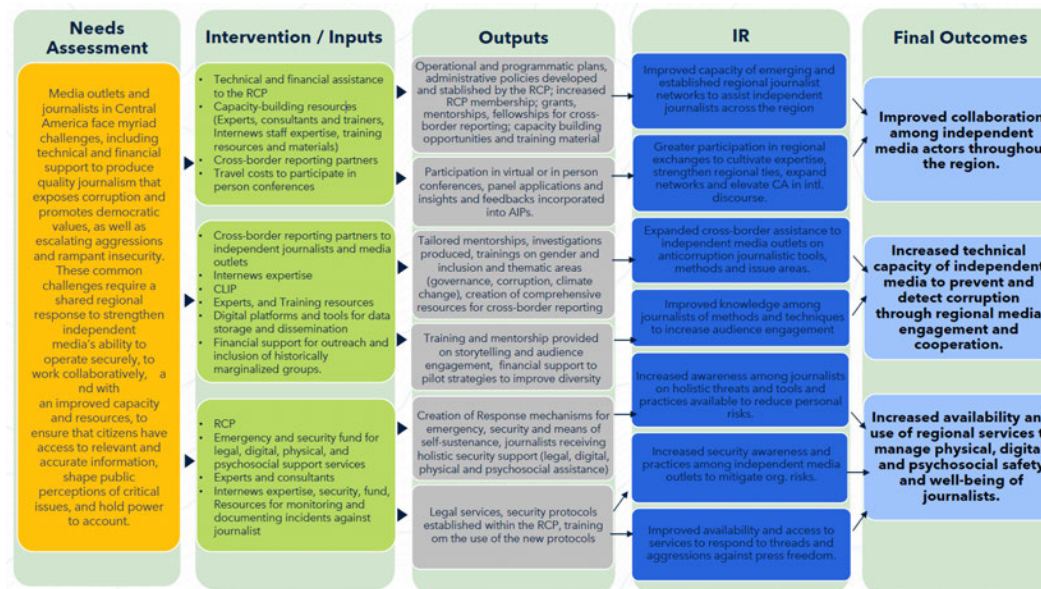 Needs
Assessment
Media outlets and
journalists in Central
America face myriad
challenges, including
technical and financial
support to produce
quality journalism that
exposes corruption and
promotes democratic
values, as well as
escalating aggressions
and rampant insecurity.
These common
challenges require a
shared regional
response to strengthen
independent
media's ability to
operate securely, to
work collaboratively, a
nd with
an improved capacity
and resources, to
ensure that citizens have
access to relevant and
accurate information,
shape public
perceptions of critical
issues, and hold power
to account.
Intervention / Inputs
• Technical and financial assistance
to the RCP
• Capacity-building resources
(Experts, consultants and trainers,
Internews staff expertise, training
resources and materials)
• Cross-border reporting partners
• Travel costs to participate in
person conferences
• Cross-border reporting partners to
independent journalists and media
outlets
• Internews expertise
• CLIP
• Experts, and Training resources
• Digital platforms and tools for data
storage and dissemination
• Financial support for outreach and
inclusion of historically
marginalized groups.
• RCP
• Emergency and security fund for
legal, digital, physical, and
psychosocial support services
• Experts and consultants
• Internews expertise, security, fund,
Resources for monitoring and
documenting incidents against
journalist
Outputs
Operational and programmatic plans,
administrative policies developed
and stablished by the RCP; increased
RCP membership; grants,
mentorships, fellowships for cross-
border reporting; capacity building
opportunities and training material
Participation in virtual or in person
conferences, panel applications and
insights and feedbacks incorporated
into AIPs.
Tailored mentorships, investigations
produced, trainings on gender and
inclusion and thematic areas
(governance, corruption, climate
change), creation of comprehensive
resources for cross-border reporting
Training and mentorship provided
on storytelling and audience
engagement, financial support to
pilot strategies to improve diversity
Creation of Response mechanisms for
emergency, security and means of
self-sustenance, journalists receiving
holistic security support (legal, digital,
physical and psychosocial assistance)
Legal services, security protocols
established within the RCP, training
om the use of the new protocols
IR
Improved capacity of emerging and
established regional journalist
networks to assist independent
journalists across the region
Greater participation in regional
exchanges to cultivate expertise,
strengthen regional ties, expand
networks and elevate CA in intl.
discourse.
Expanded cross-border assistance to
independent media outlets on
anticorruption journalistic tools,
methods and issue areas.
Improved knowledge among
journalists of methods and techniques
to increase audience engagement
Increased awareness among journalists
on holistic threats and tools and
practices available to reduce personal
risks.
Increased security awareness and
practices among independent media
outlets to mitigate org. risks.
Improved availability and access to
services to respond to threads and
aggressions against press freedom.
Final Outcomes
Improved collaboration
among independent
media actors throughout
the region.
Increased technical
capacity of independent
media to prevent and
detect corruption
through regional media
engagement and
cooperation.
Increased availability and
use of regional services to
manage physical, digital
and psychosocial safety
and well-being of
journalists.